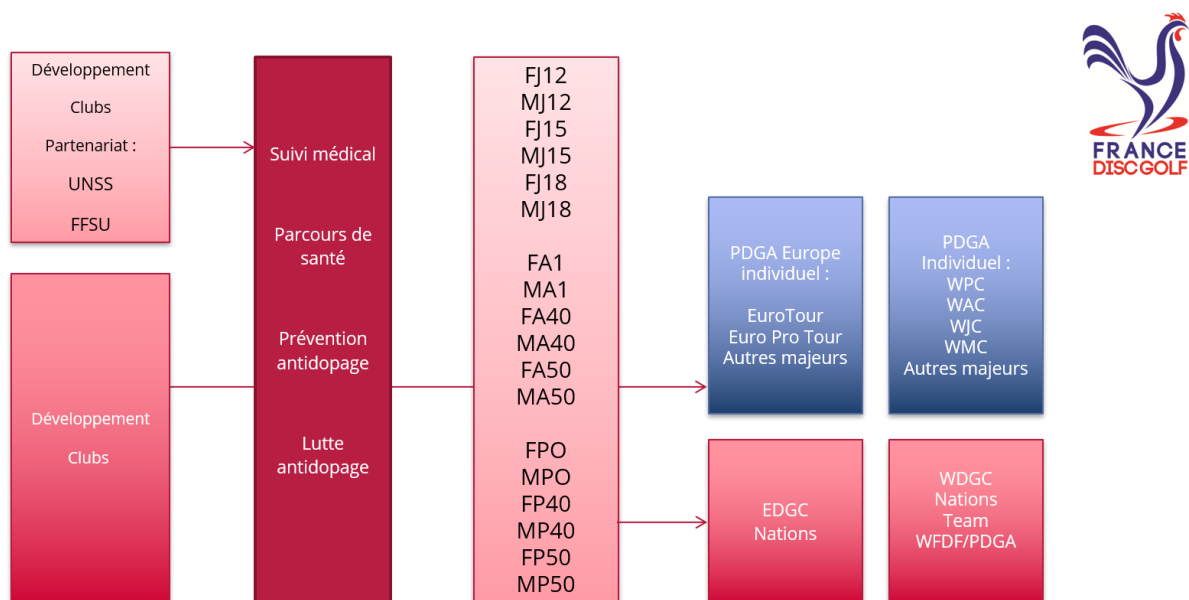 Développement
Clubs
Partenariat :
UNSS
FFSU
Développement
Clubs
Suivi médical
Parcours de
santé
Prévention
antidopage
Lutte
antidopage
FJ12
MJ12
FJ15
MJ15
FJ18
MJ18
FA1
MA1
FA40
MA40
FA50
MA50
FPO
MPO
FP40
MP40
FP50
MP50
PDGA Europe
individuel :
EuroTour
Euro Pro Tour
Autres majeurs
EDGC
Nations
PDGA
Individuel :
WPC
WAC
WJC
WMC
Autres majeurs
WDGC
Nations
Team
WFDF/PDGA
FRANCE
DISC GOLF